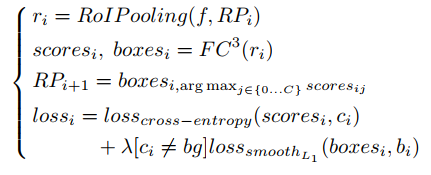 r_i = RoIPooling(f, RP_i)
scores_i, boxes_i = FC^3(r_i)
RP_{i+1} = boxes_{i,arg max_{j∈{0...C}} scores_{ij}}
loss_i = loss_{cross−entropy}(scores_i, c_i)
+ λ[c_i ≠ bg]loss_{smooth_{L_1}}(boxes_i, b_i)